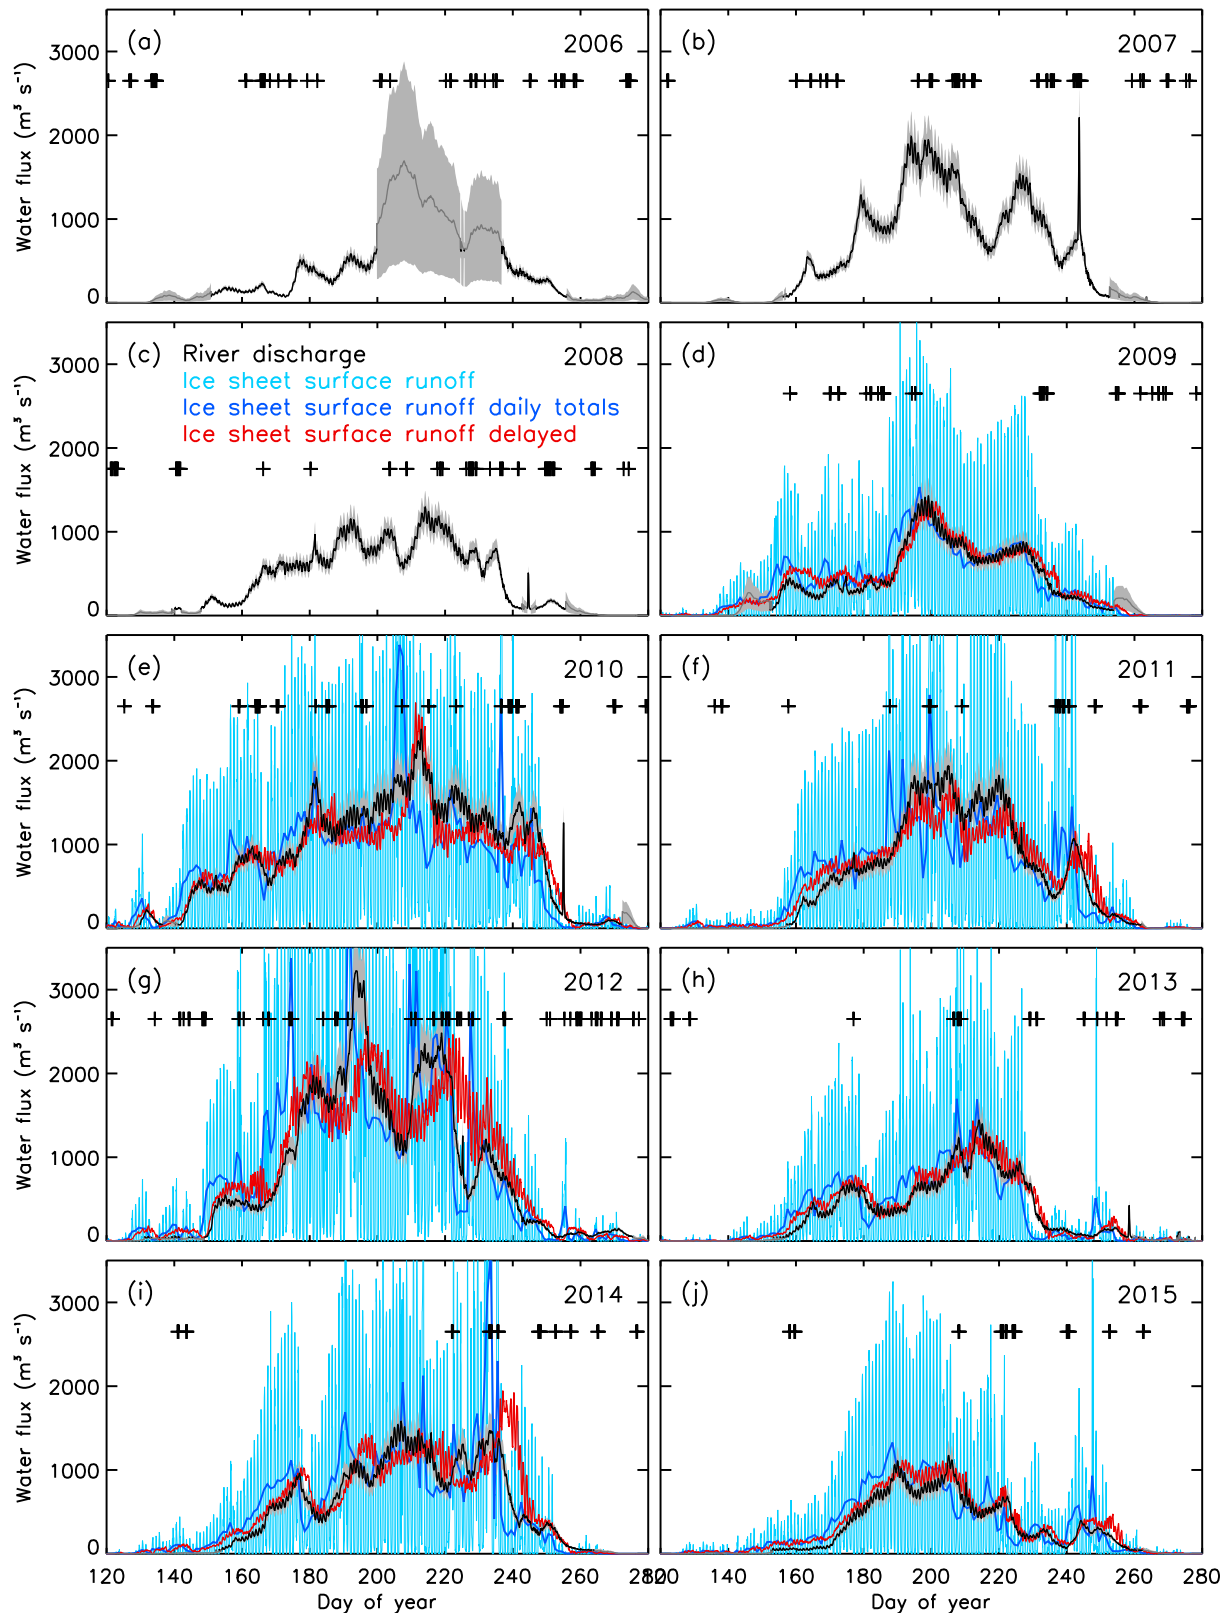 (a) 2006
(b) 2007
3000
2000
1000
0
Water flux (m³ s⁻¹)
(c) 2008
River discharge
Ice sheet surface runoff
Ice sheet surface runoff daily totals
Ice sheet surface runoff delayed
(d) 2009
3000
2000
1000
0
Water flux (m³ s⁻¹)
(e) 2010
(f) 2011
3000
2000
1000
0
Water flux (m³ s⁻¹)
(g) 2012
(h) 2013
3000
2000
1000
0
Water flux (m³ s⁻¹)
(i) 2014
(j) 2015
3000
2000
1000
0
Water flux (m³ s⁻¹)
120 140 160 180 200 220 240 260 280
120 140 160 180 200 220 240 260 280
Day of year
Day of year